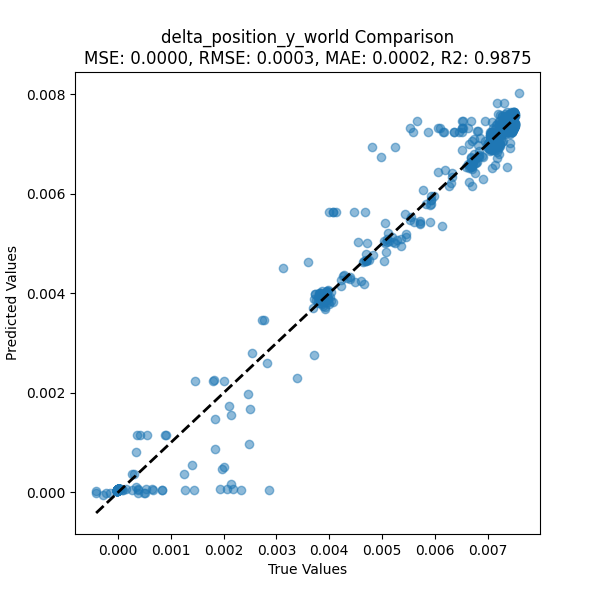 delta_position_y_world Comparison
MSE: 0.0000, RMSE: 0.0003, MAE: 0.0002, R2: 0.9875
0.008
0.006
0.004
0.002
0.000
Predicted Values
0.000 0.001 0.002 0.003 0.004 0.005 0.006 0.007
True Values